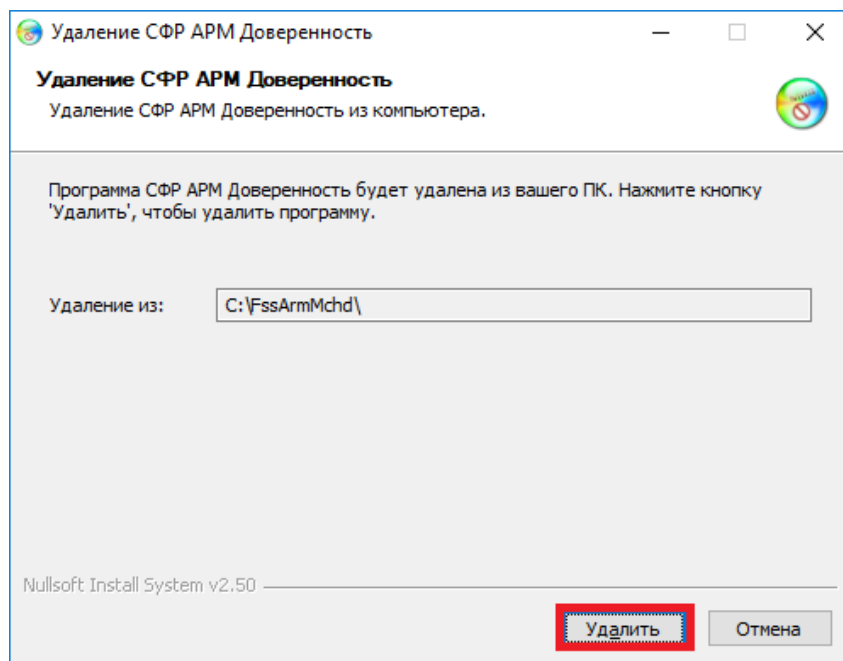 Удаление СФР АРМ Доверенность
Удаление СФР АРМ Доверенность
Удаление СФР АРМ Доверенность из компьютера.
Программа СФР АРМ Доверенность будет удалена из вашего ПК. Нажмите кнопку
'Удалить', чтобы удалить программу.
Удаление из: C:\FssArmMchd\
Nullsoft Install System v2.50
Удалить Отмена